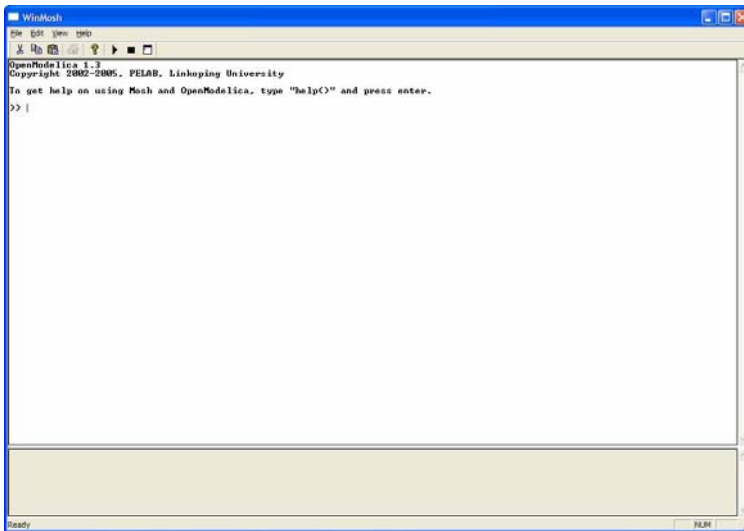 WinMosh
File Edit View Help
OpenModelica 1.3
Copyright 2002-2005, PELAB, Linkoping University
To get help on using Mosh and OpenModelica, type "help()" and press enter.
>>
Ready
NUM